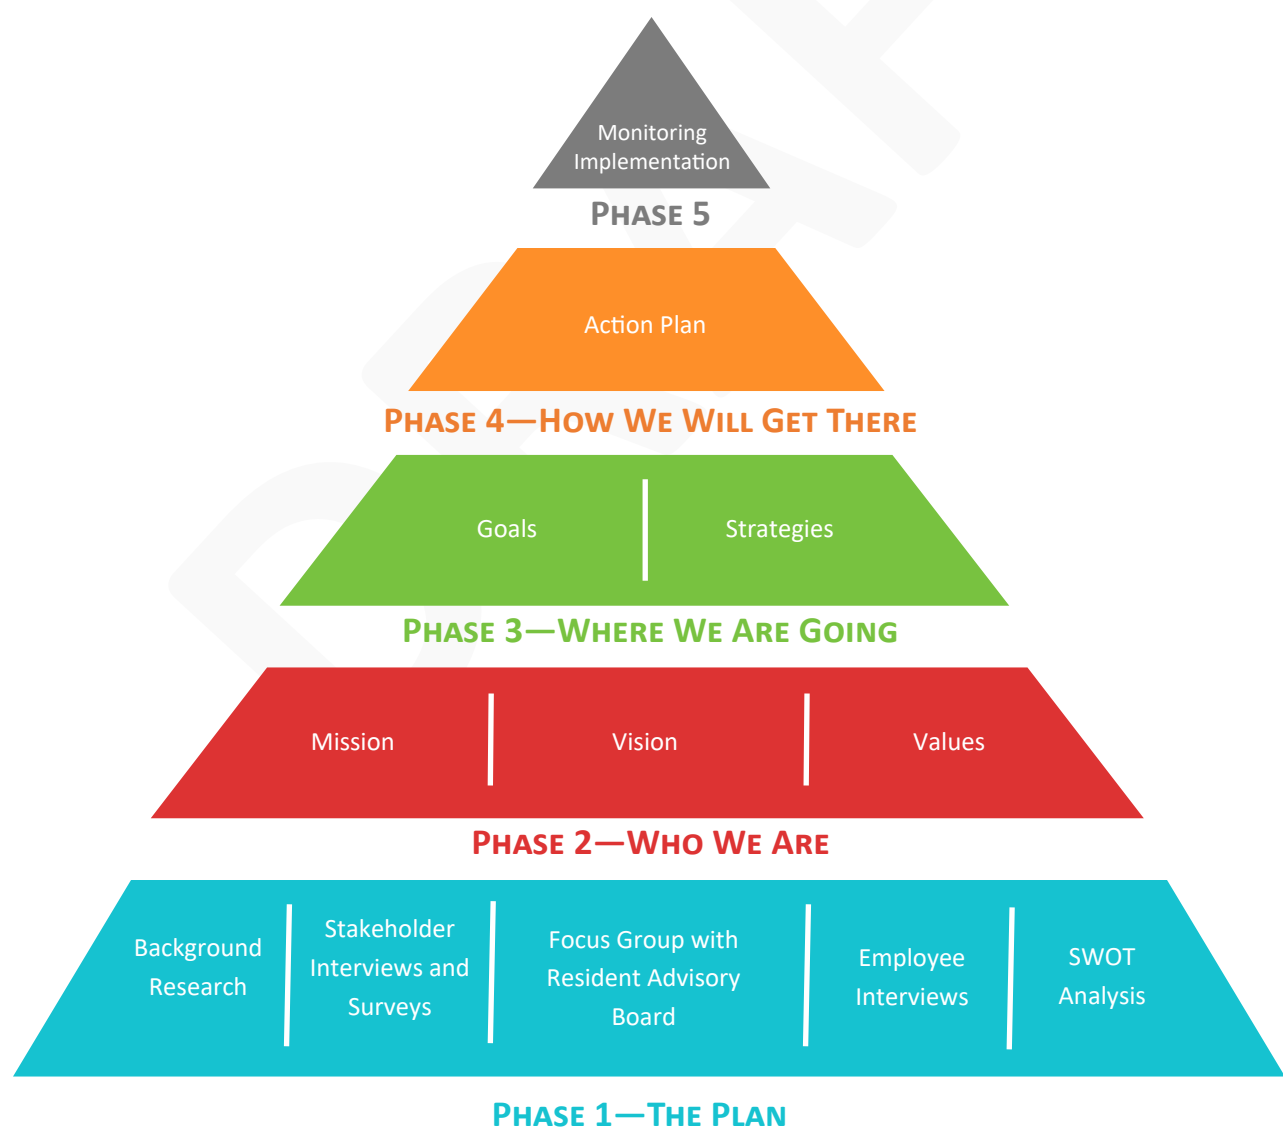 Monitoring
Implementation
PHASE 5
Action Plan
PHASE 4—HOW WE WILL GET THERE
Goals
Strategies
PHASE 3—WHERE WE ARE GOING
Mission
Vision
Values
PHASE 2—WHO WE ARE
Background
Research
Stakeholder
Interviews and
Surveys
Focus Group with
Resident Advisory
Board
Employee
Interviews
SWOT
Analysis
PHASE 1—THE PLAN